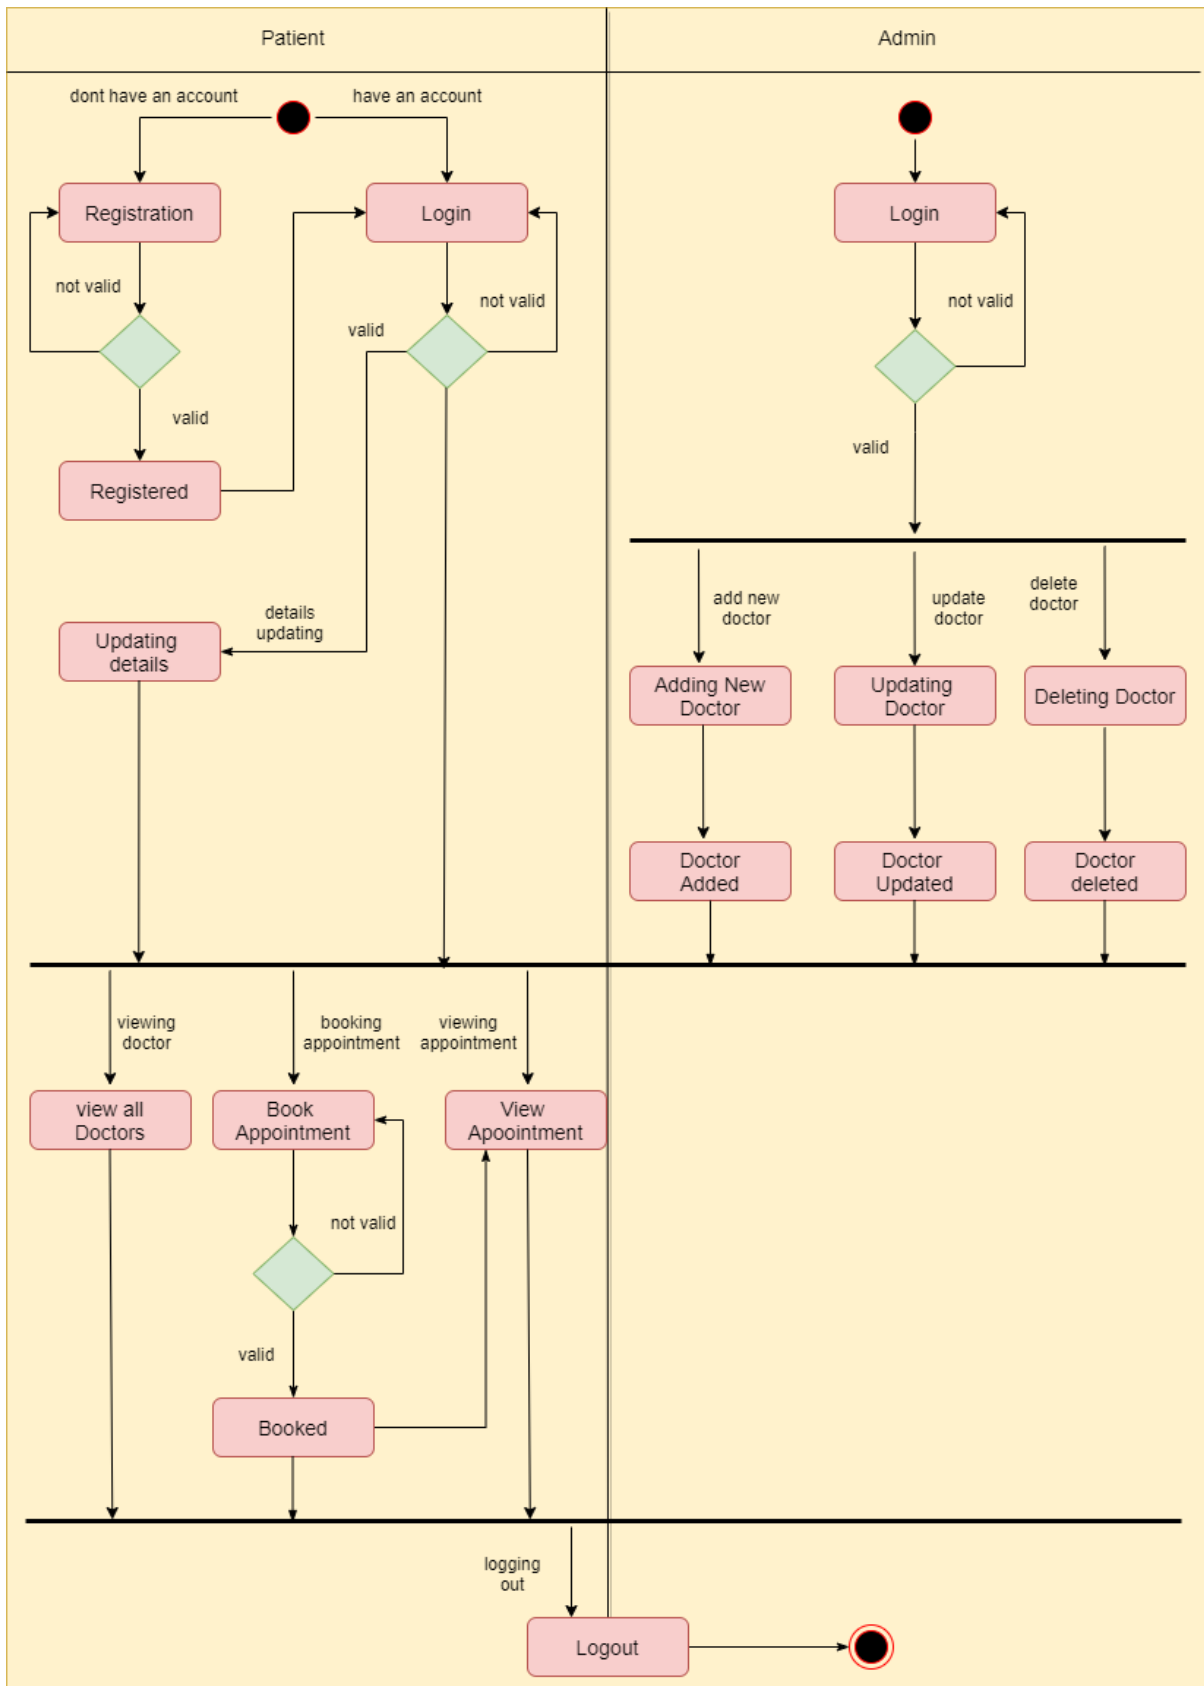 Patient
Admin
dont have an account
have an account
Registration
Login
Login
not valid
not valid
not valid
valid
valid
valid
Registered
details
updating
Updating
details
add new
doctor
update
doctor
delete
doctor
Adding New
Doctor
Updating
Doctor
Deleting Doctor
Doctor
Added
Doctor
Updated
Doctor
deleted
viewing
doctor
booking
appointment
viewing
appointment
view all
Doctors
Book
Appointment
View
Apoointment
not valid
valid
Booked
logging
out
Logout